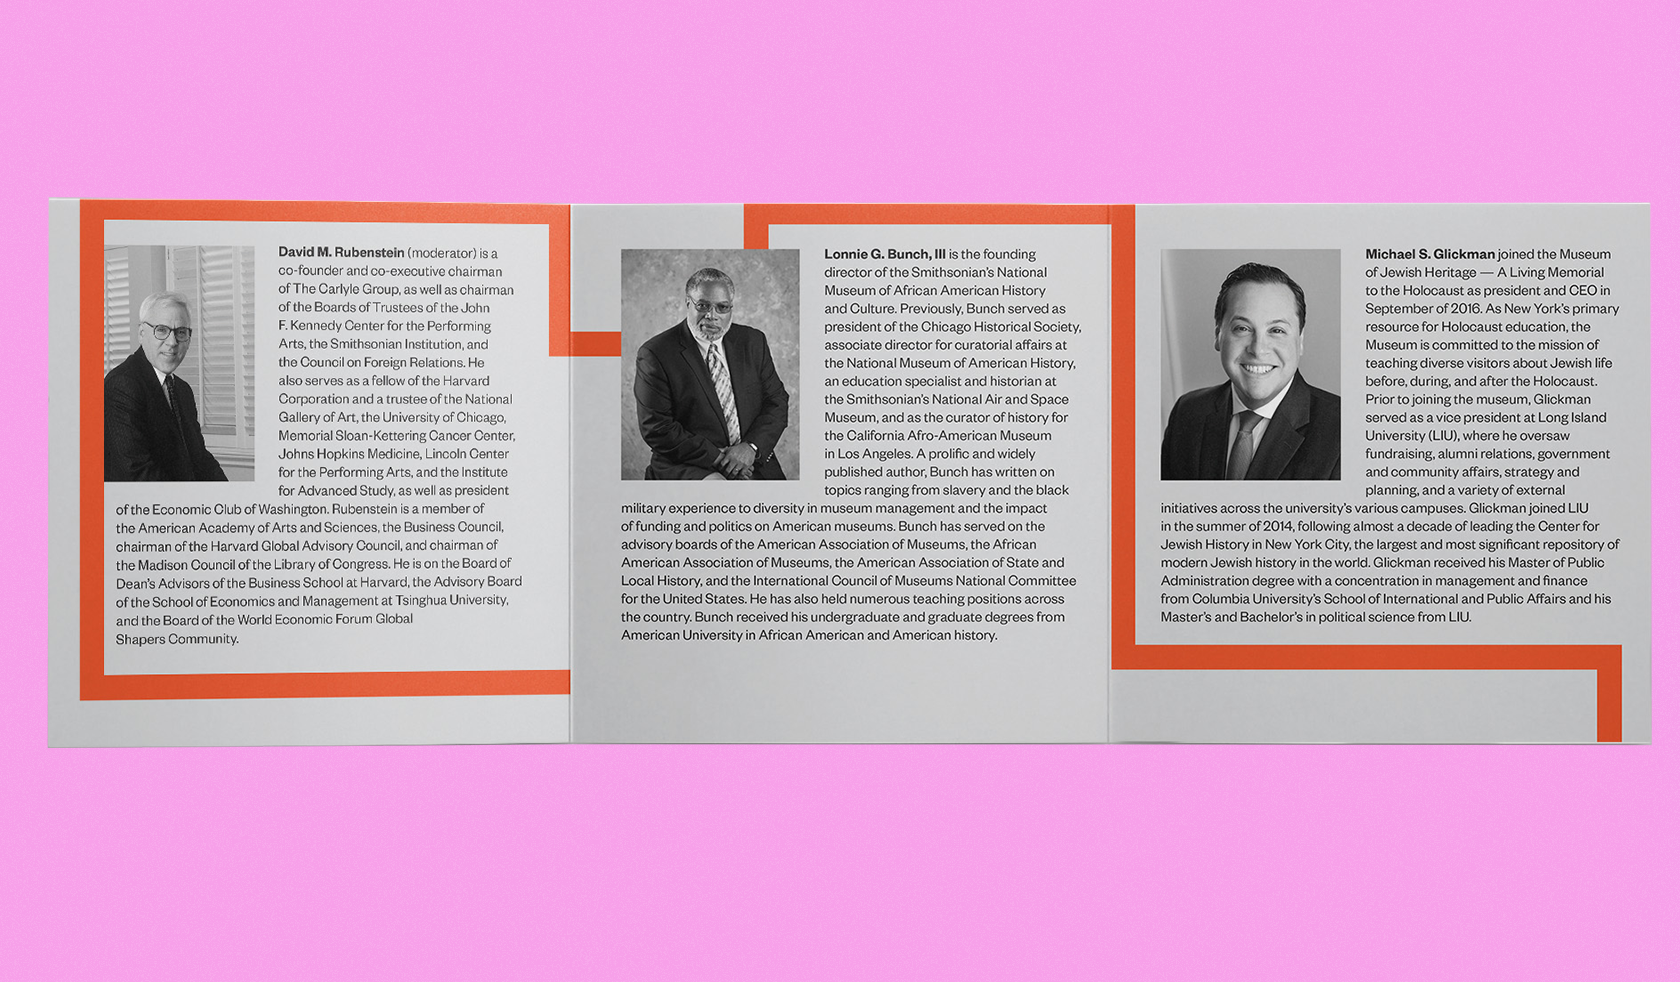 David M. Rubenstein (moderator) is a
co-founder and co-executive chairman
of The Carlyle Group, as well as chairman
of the Boards of Trustees of the John
F. Kennedy Center for the Performing
Arts, the Smithsonian Institution, and
the Council on Foreign Relations. He
also serves as a fellow of the Harvard
Corporation and a trustee of the National
Gallery of Art, the University of Chicago,
Memorial Sloan-Kettering Cancer Center,
Johns Hopkins Medicine, Lincoln Center
for the Performing Arts, and the Institute
for Advanced Study, as well as president
of the Economic Club of Washington. Rubenstein is a member of
the American Academy of Arts and Sciences, the Business Council,
chairman of the Harvard Global Advisory Council, and chairman of
the Madison Council of the Library of Congress. He is on the Board of
Dean's Advisors of the Business School at Harvard, the Advisory Board
of the School of Economics and Management at Tsinghua University,
and the Board of the World Economic Forum Global
Shapers Community.
Lonnie G. Bunch, III is the founding
director of the Smithsonian's National
Museum of African American History
and Culture. Previously, Bunch served as
president of the Chicago Historical Society,
associate director for curatorial affairs at
the National Museum of American History,
an education specialist and historian at
the Smithsonian's National Air and Space
Museum, and as the curator of history for
the California Afro-American Museum
in Los Angeles. A prolific and widely
published author, Bunch has written on
topics ranging from slavery and the black
military experience to diversity in museum management and the impact
of funding and politics on American museums. Bunch has served on the
advisory boards of the American Association of Museums, the African
American Association of Museums, the American Association of State and
Local History, and the International Council of Museums National Committee
for the United States. He has also held numerous teaching positions across
the country. Bunch received his undergraduate and graduate degrees from
American University in African American and American history.
Michael S. Glickman joined the Museum
of Jewish Heritage — A Living Memorial
to the Holocaust as president and CEO in
September of 2016. As New York's primary
resource for Holocaust education, the
Museum is committed to the mission of
teaching diverse visitors about Jewish life
before, during, and after the Holocaust.
Prior to joining the museum, Glickman
served as a vice president at Long Island
University (LIU), where he oversaw
fundraising, alumni relations, government
and community affairs, strategy and
planning, and a variety of external
initiatives across the university's various campuses. Glickman joined LIU
in the summer of 2014, following almost a decade of leading the Center for
Jewish History in New York City, the largest and most significant repository of
modern Jewish history in the world. Glickman received his Master of Public
Administration degree with a concentration in management and finance
from Columbia University's School of International and Public Affairs and his
Master's and Bachelor's in political science from LIU.